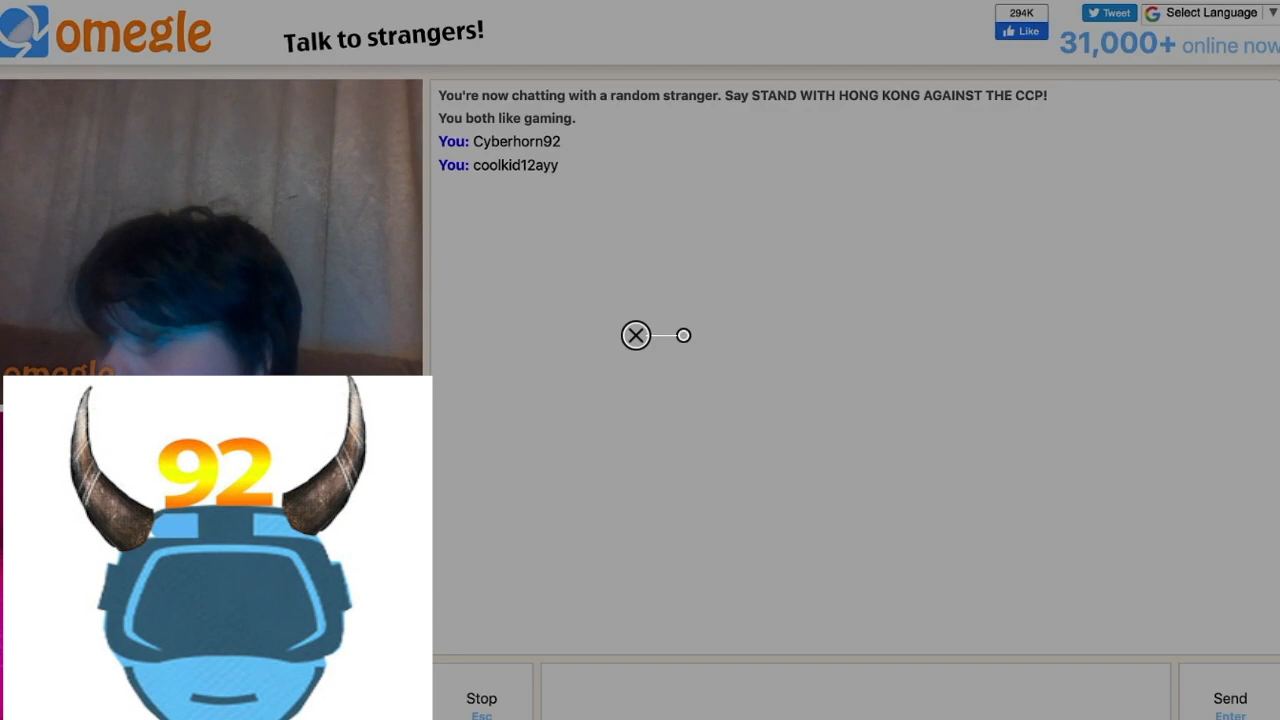 omegle
Talk to strangers!
294K
Like
Tweet
Select Language
31,000+ online now
You're now chatting with a random stranger. Say STAND WITH HONG KONG AGAINST THE CCP!
You both like gaming.
You: Cyberhorn92
You: coolkid12ayy
omegle
92
Stop
Esc
Send
Enter